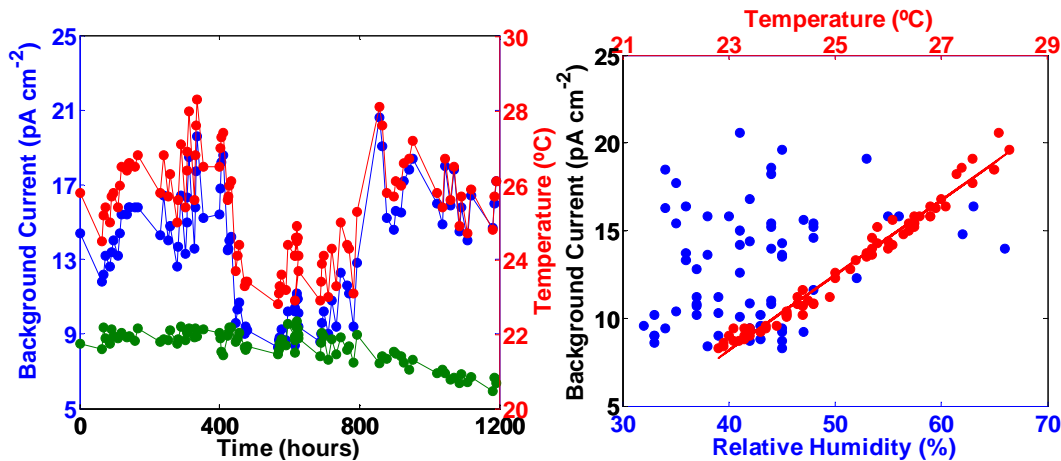 Temperature (ºC)
21 23 25 27 29
25 30 25
21 28
17 26 20
13 24 15
9 22 10
5 20 5
0 400 800 1200
30 40 50 60 70
Background Current (pA cm-2)
Temperature (ºC)
Background Current (pA cm-2)
Time (hours)
Relative Humidity (%)